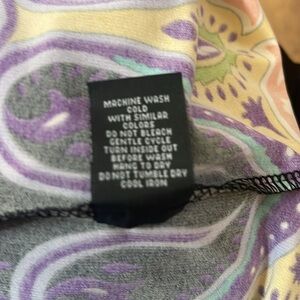 MACHINE WASH
COLD
WITH SIMILAR
COLORS
DO NOT BLEACH
GENTLE CYCLE
TURN INSIDE OUT
BEFORE WASH
HANG TO DRY
DO NOT TUMBLE DRY
COOL IRON